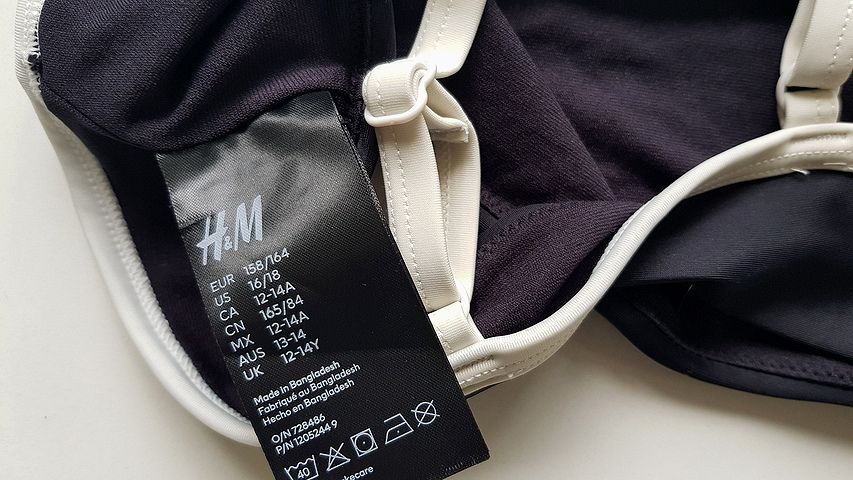 H&M
EUR 158/164
US 16/18
CA 12-14A
CN 165/84
MX 12-14A
AUS 13-14
UK 12-14Y
Made in Bangladesh
Fabriqué au Bangladesh
Hecho en Bangladesh
O/N 728486
P/N 1205244 9
40